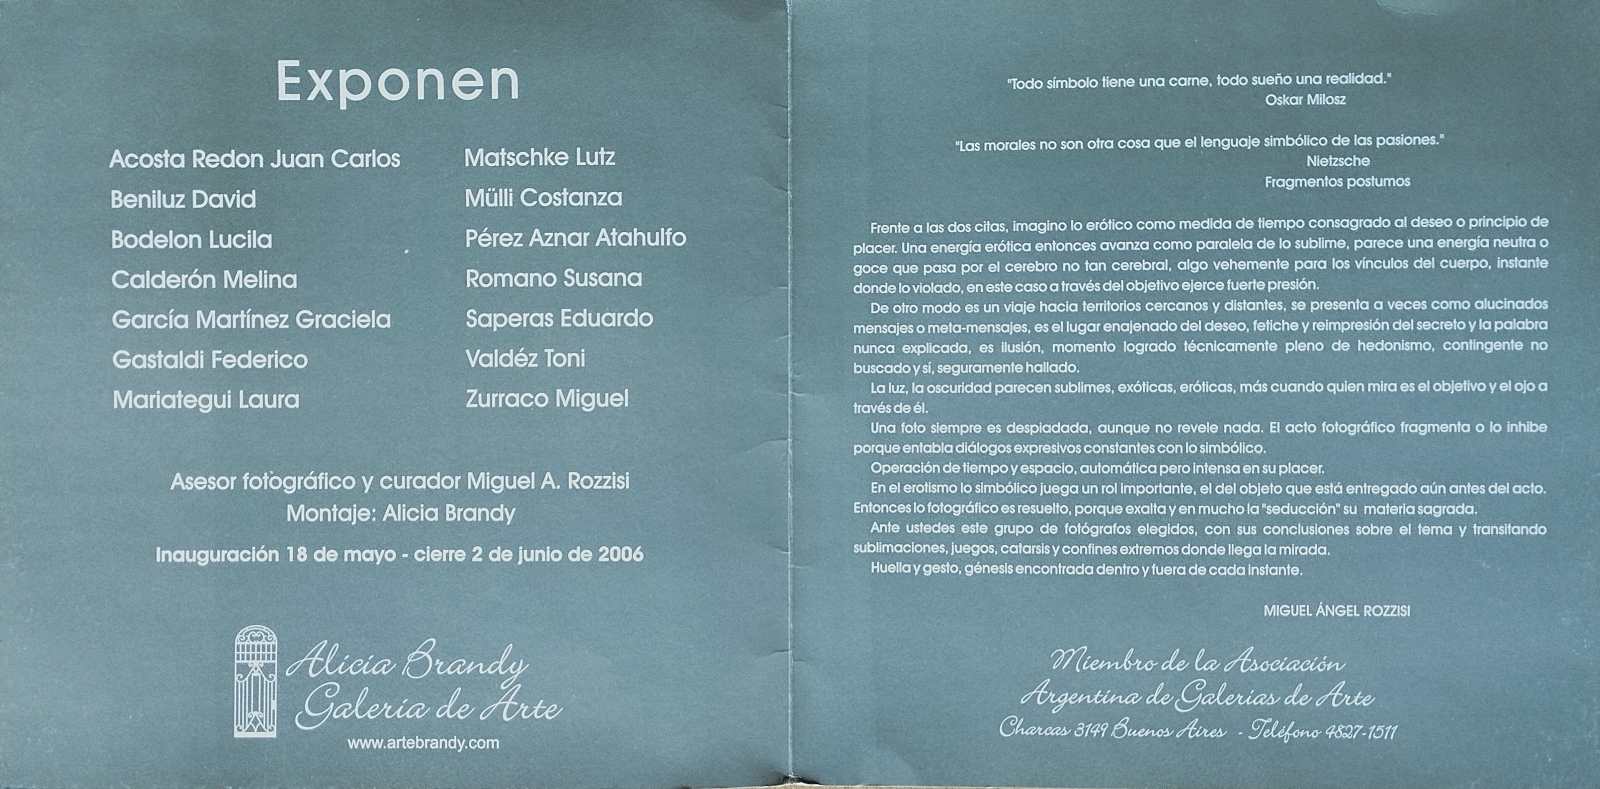 Exponen
Acosta Redon Juan Carlos
Beniluz David
Bodelon Lucila
Calderón Melina
García Martínez Graciela
Gastaldi Federico
Mariategui Laura
Matschke Lutz
Mülli Costanza
Pérez Aznar Atahulfo
Romano Susana
Saperas Eduardo
Valdéz Toni
Zurraco Miguel
Asesor fotográfico y curador Miguel A. Rozzisi
Montaje: Alicia Brandy
Inauguración 18 de mayo - cierre 2 de junio de 2006
Alicia Brandy
Galería de Arte
www.artebrandy.com
"Todo símbolo tiene una carne, todo sueño una realidad."
Oskar Milosz
"Las morales no son otra cosa que el lenguaje simbólico de las pasiones."
Nietzsche
Fragmentos postumos
Frente a las dos citas, imagino lo erótico como medida de tiempo consagrado al deseo o principio de
placer. Una energía erótica entonces avanza como paralela de lo sublime, parece una energía neutra o
goce que pasa por el cerebro no tan cerebral, algo vehemente para los vínculos del cuerpo, instante
donde lo violado, en este caso a través del objetivo ejerce fuerte presión.
De otro modo es un viaje hacia territorios cercanos y distantes, se presenta a veces como alucinados
mensajes o meta-mensajes, es el lugar enajenado del deseo, fetiche y reimpresión del secreto y la palabra
nunca explicada, es ilusión, momento logrado técnicamente pleno de hedonismo, contingente no
buscado y sí, seguramente hallado.
La luz, la oscuridad parecen sublimes, exóticas, eróticas, más cuando quien mira es el objetivo y el ojo a
través de él.
Una foto siempre es despiadada, aunque no revele nada. El acto fotográfico fragmenta o lo inhibe
porque entabla diálogos expresivos constantes con lo simbólico.
Operación de tiempo y espacio, automática pero intensa en su placer.
En el erotismo lo simbólico juega un rol importante, el del objeto que está entregado aún antes del acto.
Entonces lo fotográfico es resuelto, porque exalta y en mucho la "seducción" su materia sagrada.
Ante ustedes este grupo de fotógrafos elegidos, con sus conclusiones sobre el tema y transitando
sublimaciones, juegos, catarsis y confines extremos donde llega la mirada.
Huella y gesto, génesis encontrada dentro y fuera de cada instante.
MIGUEL ÁNGEL ROZZISI
Miembro de la Asociación
Argentina de Galerías de Arte
Charcas 3149 Buenos Aires - Teléfono 4827-1511